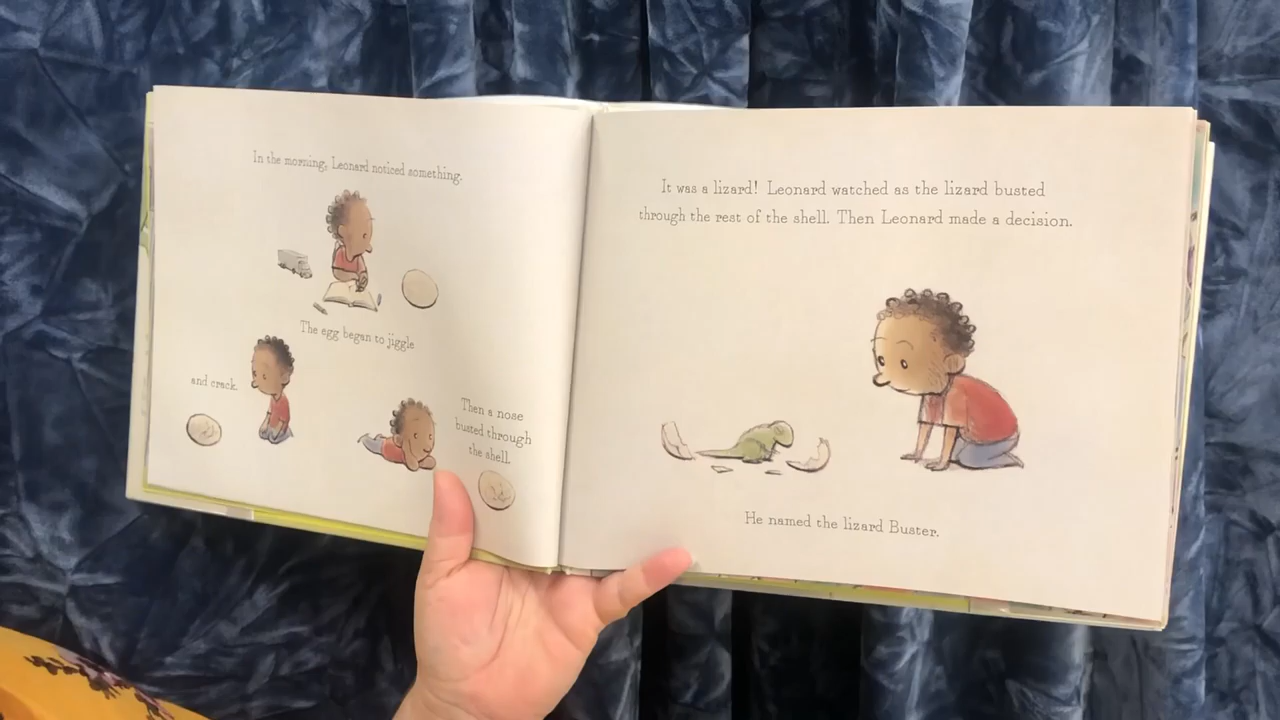 In the morning, Leonard noticed something.
The egg began to jiggle
and crack.
Then a nose
busted through
the shell.
It was a lizard! Leonard watched as the lizard busted
through the rest of the shell. Then Leonard made a decision.
He named the lizard Buster.